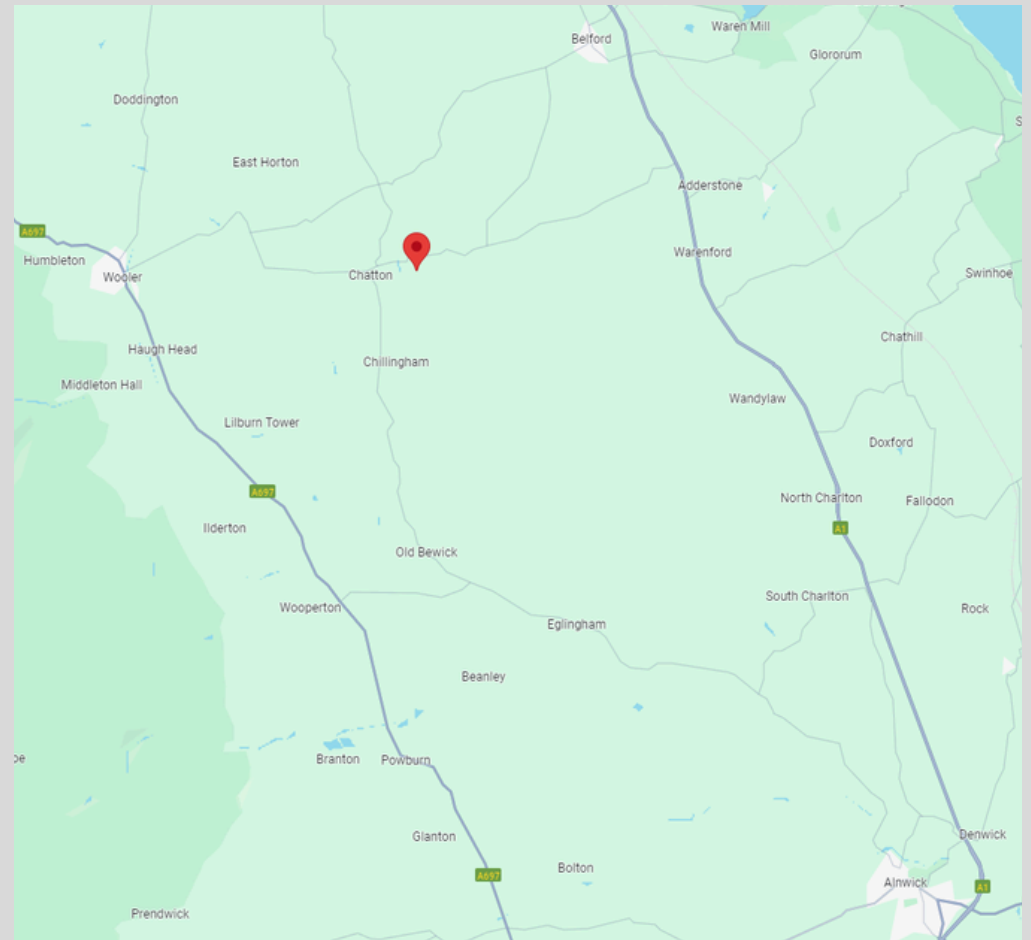 Waren Mill
Belford
Glororum
Doddington
East Horton
Adderstone
A697
Humbleton
Warenford
Wooler
Chatton
Swinhoe
Chathill
Haugh Head
Chillingham
Middleton Hall
Wandylaw
Lilburn Tower
Doxford
A697
North Charlton
Fallodon
Ilderton
A1
Old Bewick
South Charlton
Wooperton
Rock
Eglingham
Beanley
Branton
Powburn
Glanton
Denwick
Bolton
A697
Alnwick
A1
Prendwick